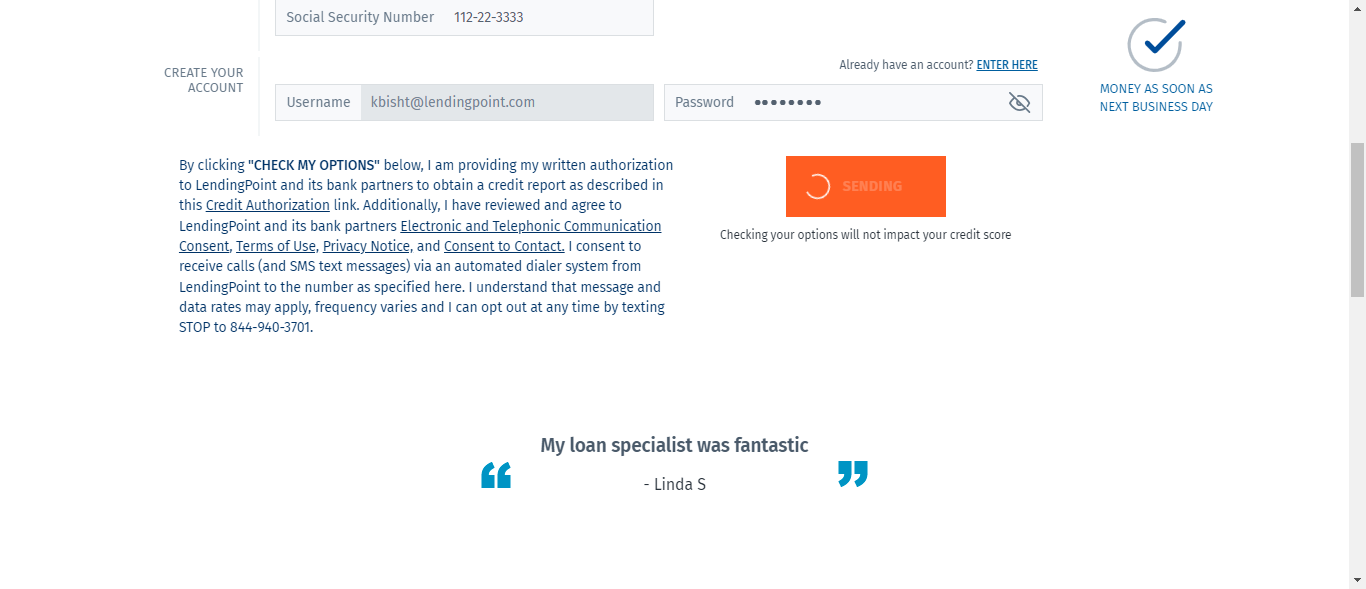 Social Security Number 112-22-3333
Already have an account? ENTER HERE
CREATE YOUR
ACCOUNT
Username kbisht@lendingpoint.com
Password ••••••••
MONEY AS SOON AS
NEXT BUSINESS DAY
By clicking "CHECK MY OPTIONS" below, I am providing my written authorization
to LendingPoint and its bank partners to obtain a credit report as described in
this Credit Authorization link. Additionally, I have reviewed and agree to
LendingPoint and its bank partners Electronic and Telephonic Communication
Consent, Terms of Use, Privacy Notice, and Consent to Contact. I consent to
receive calls (and SMS text messages) via an automated dialer system from
LendingPoint to the number as specified here. I understand that message and
data rates may apply, frequency varies and I can opt out at any time by texting
STOP to 844-940-3701.
SENDING
Checking your options will not impact your credit score
My loan specialist was fantastic
“ ”
- Linda S